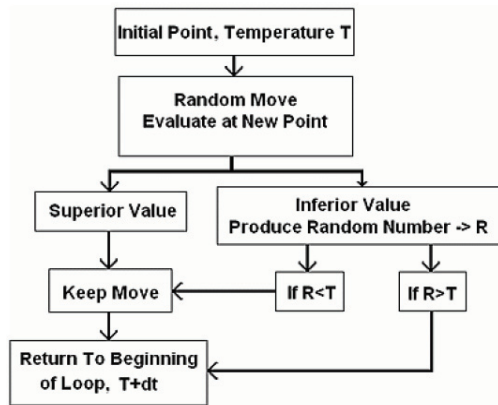 Initial Point, Temperature T
Random Move
Evaluate at New Point
Superior Value
Inferior Value
Produce Random Number -> R
Keep Move
If R<T
If R>T
Return To Beginning
of Loop, T+dt